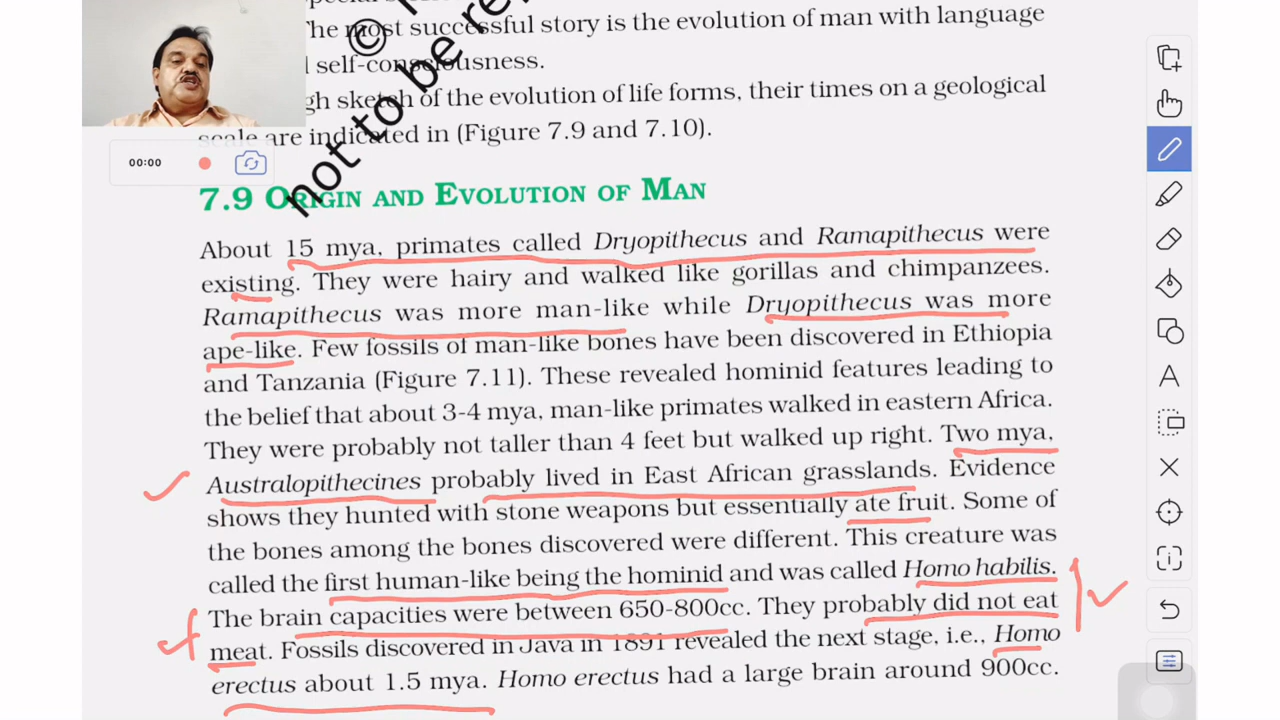 The most successful story is the evolution of man with language
self-consciousness.
sketch of the evolution of life forms, their times on a geological
scale are indicated in (Figure 7.9 and 7.10).
©
not to be re
00:00
7.9 ORIGIN AND EVOLUTION OF MAN
About 15 mya, primates called Dryopithecus and Ramapithecus were
existing. They were hairy and walked like gorillas and chimpanzees.
Ramapithecus was more man-like while Dryopithecus was more
ape-like. Few fossils of man-like bones have been discovered in Ethiopia
and Tanzania (Figure 7.11). These revealed hominid features leading to
the belief that about 3-4 mya, man-like primates walked in eastern Africa.
They were probably not taller than 4 feet but walked up right. Two mya,
Australopithecines probably lived in East African grasslands. Evidence
shows they hunted with stone weapons but essentially ate fruit. Some of
the bones among the bones discovered were different. This creature was
called the first human-like being the hominid and was called Homo habilis.
The brain capacities were between 650-800cc. They probably did not eat
meat. Fossils discovered in Java in 1891 revealed the next stage, i.e., Homo
erectus about 1.5 mya. Homo erectus had a large brain around 900cc.